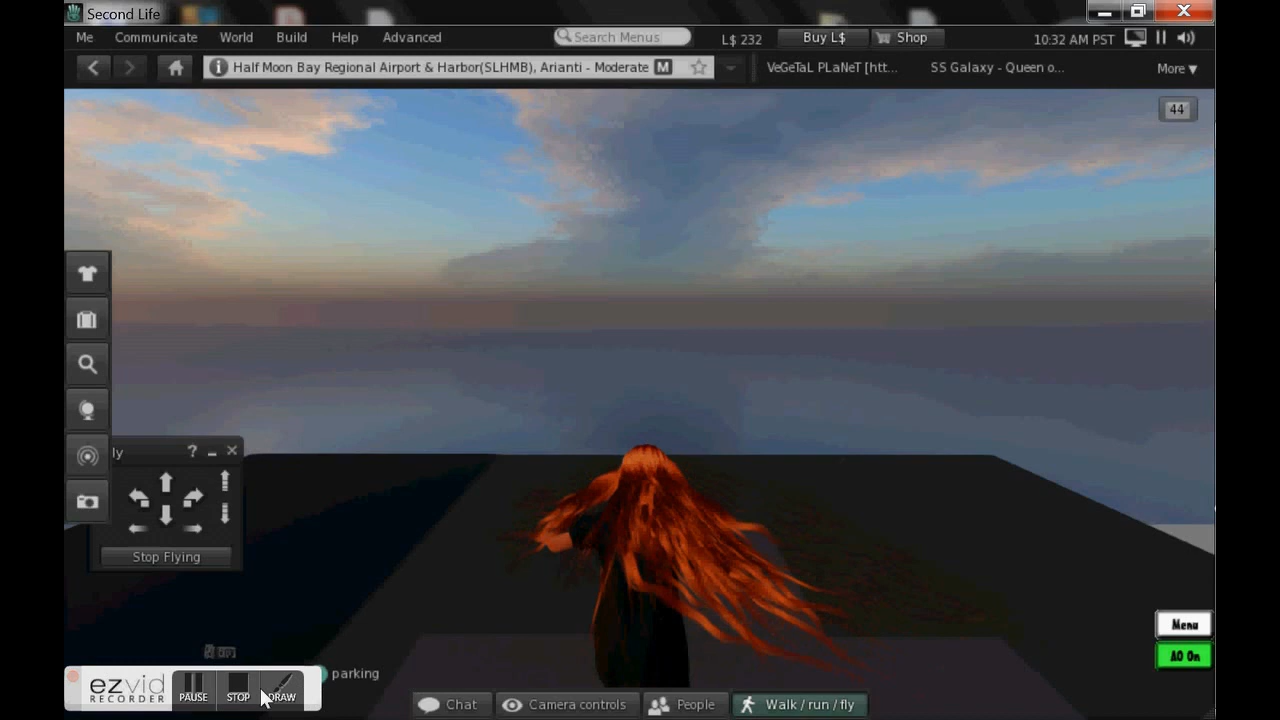 Second Life
Me Communicate World Build Help Advanced Search Menus L$ 232 Buy L$ Shop 10:32 AM PST
Half Moon Bay Regional Airport & Harbor(SLHMB), Arianti - Moderate M VeGeTaL PLaNeT [htt... SS Galaxy - Queen o... More
44
ly ?
Stop Flying
Menu
AO On
parking
ezvid
RECORDER PAUSE STOP DRAW
Chat Camera controls People Walk / run / fly